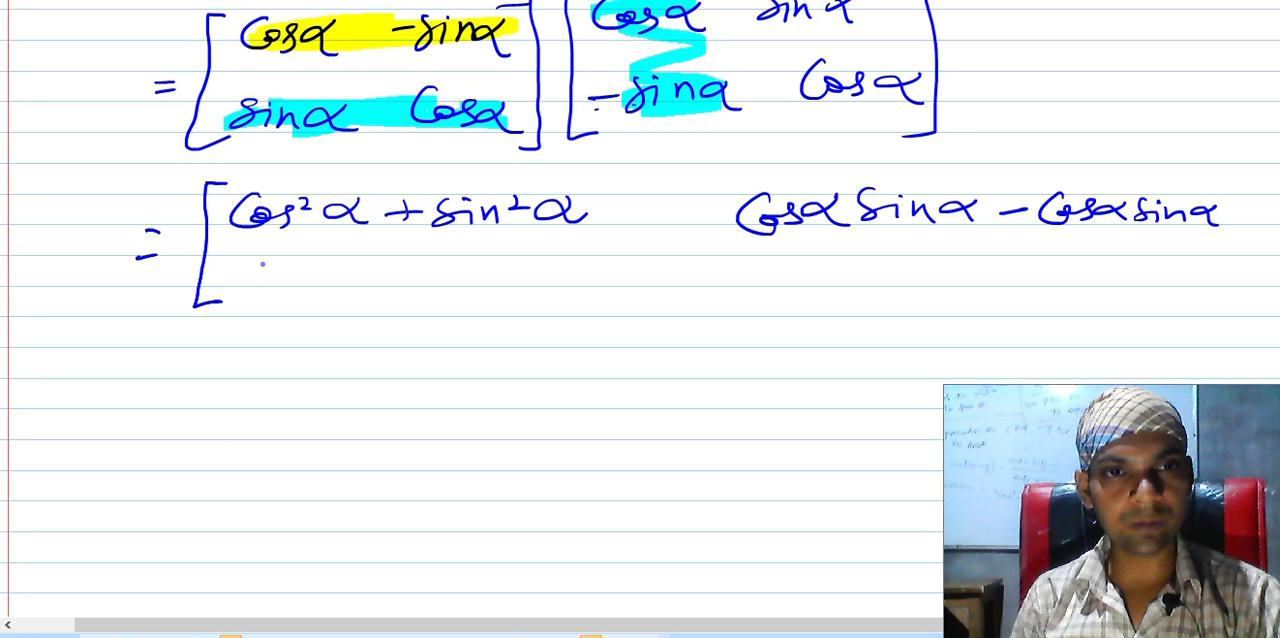 Cosα -sinα Cosα sinα
= sinα Cosα -sinα Cosα
= Cos²α + sin²α Cosα sinα - Cosα sinα